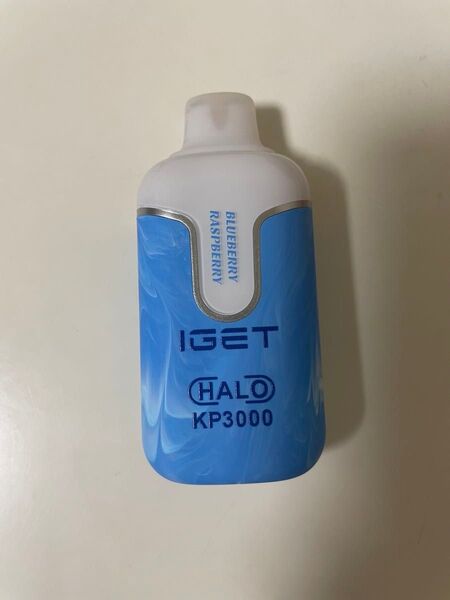 BLUEBERRY
RASPBERRY
IGET
HALO
KP3000